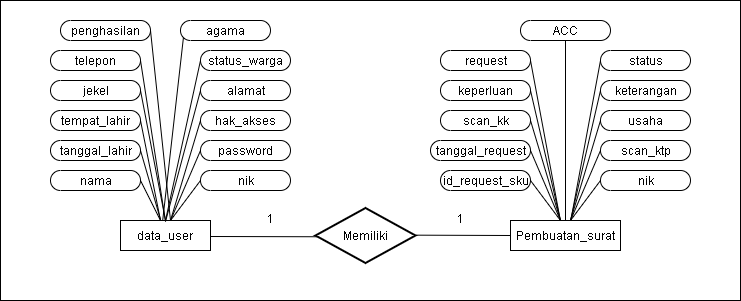 penghasilan
agama
telepon
status_warga
jekel
alamat
tempat_lahir
hak_akses
tanggal_lahir
password
nama
nik
data_user
1
Memiliki
1
ACC
request
status
keperluan
keterangan
scan_kk
usaha
tanggal_request
scan_ktp
id_request_sku
nik
Pembuatan_surat